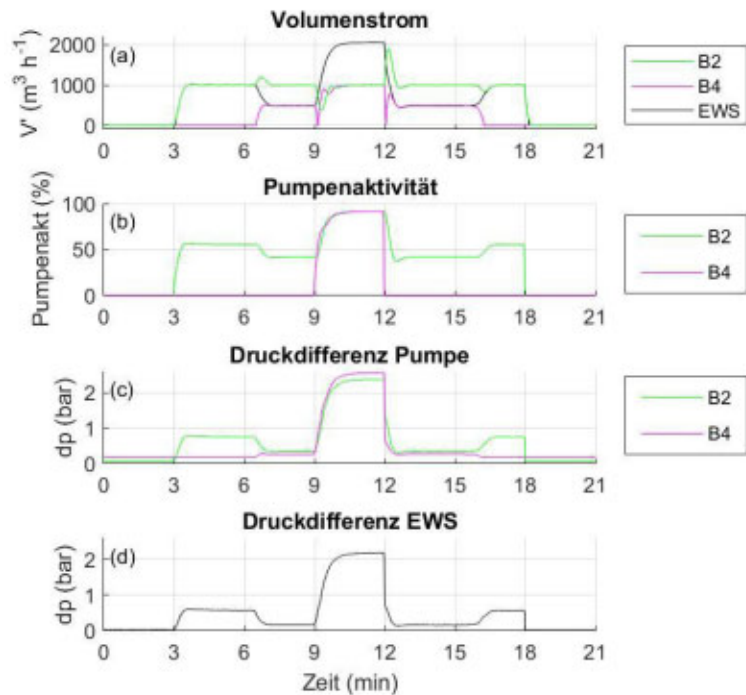 Volumenstrom
(a)
V' (m³ h⁻¹)
2000
1000
0
0 3 6 9 12 15 18 21
B2
B4
EWS
Pumpenaktivität
(b)
Pumpenakt (%)
100
50
0
0 3 6 9 12 15 18 21
B2
B4
Druckdifferenz Pumpe
(c)
dp (bar)
2
1
0
0 3 6 9 12 15 18 21
B2
B4
Druckdifferenz EWS
(d)
dp (bar)
2
1
0
0 3 6 9 12 15 18 21
Zeit (min)